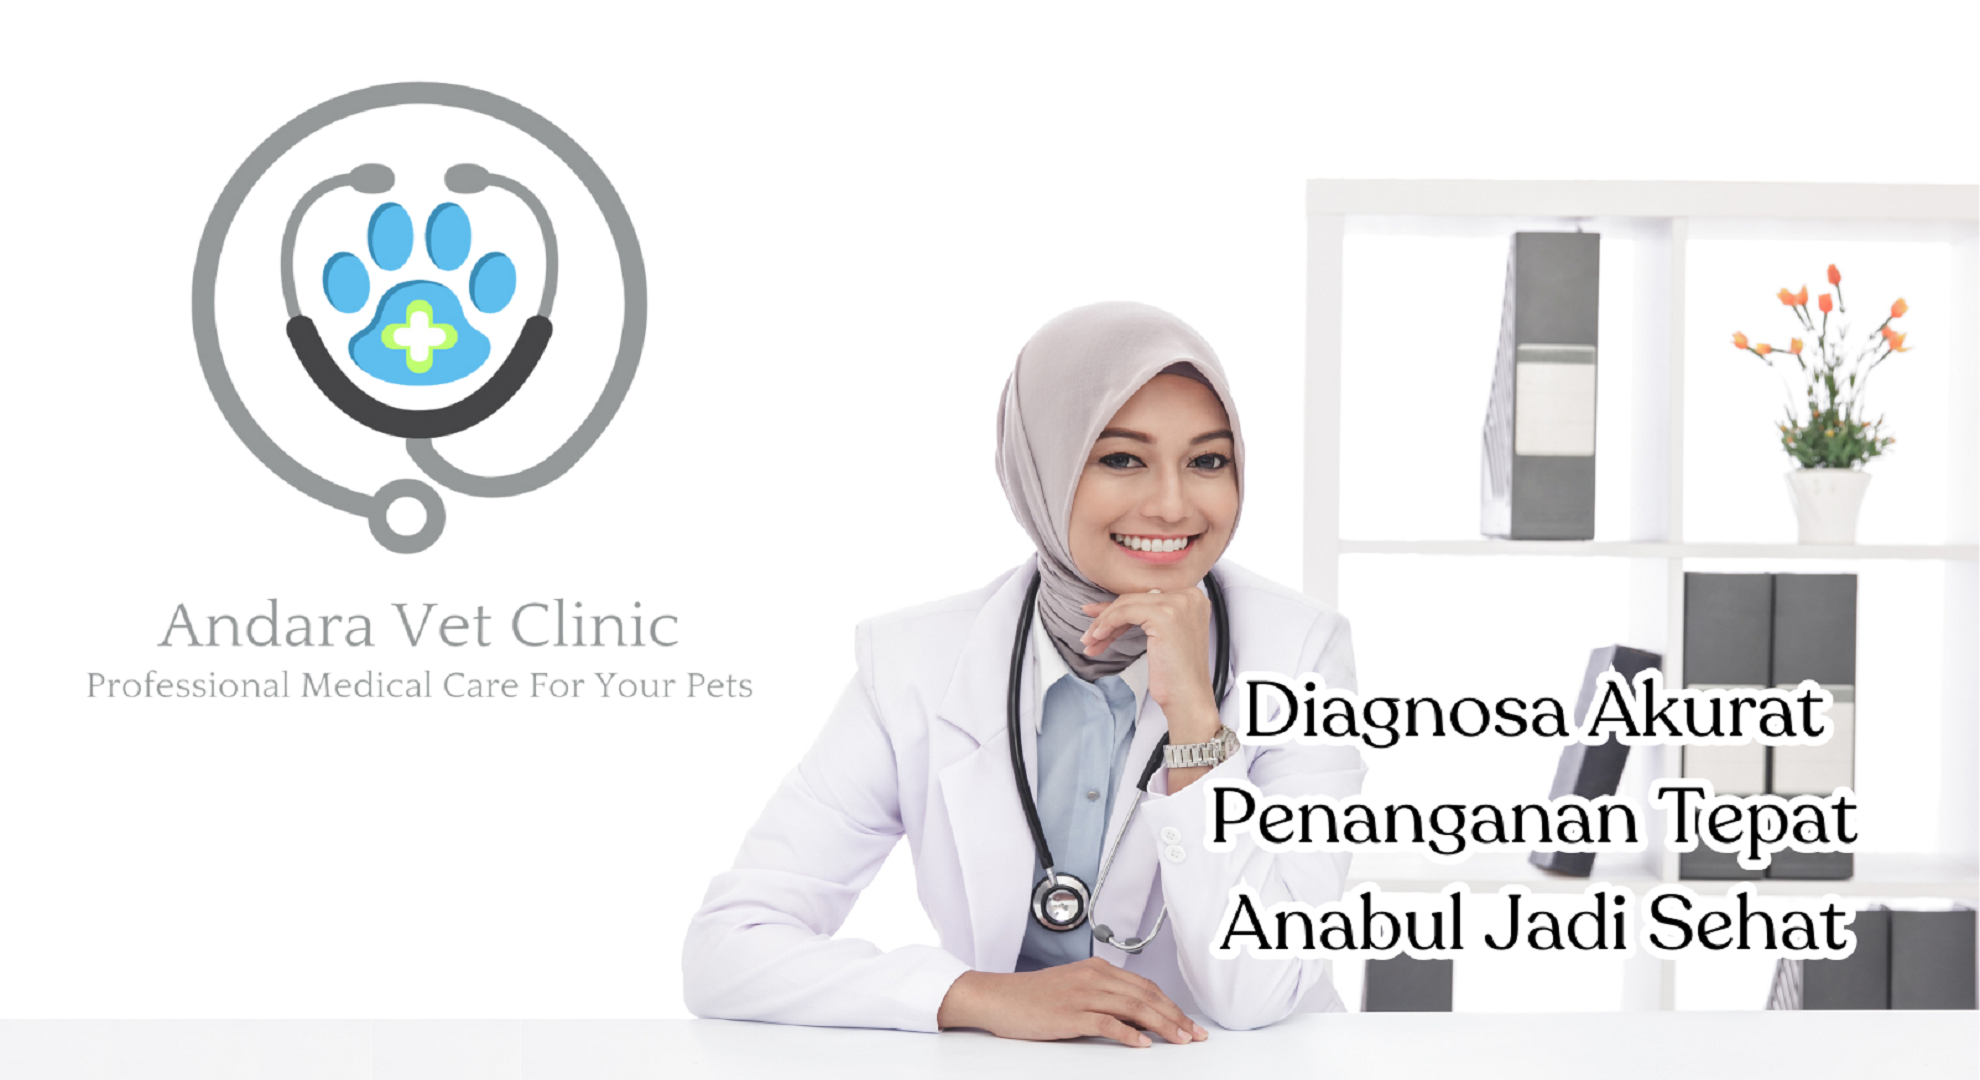 Andara Vet Clinic
Professional Medical Care For Your Pets
Diagnosa Akurat
Penanganan Tepat
Anabul Jadi Sehat